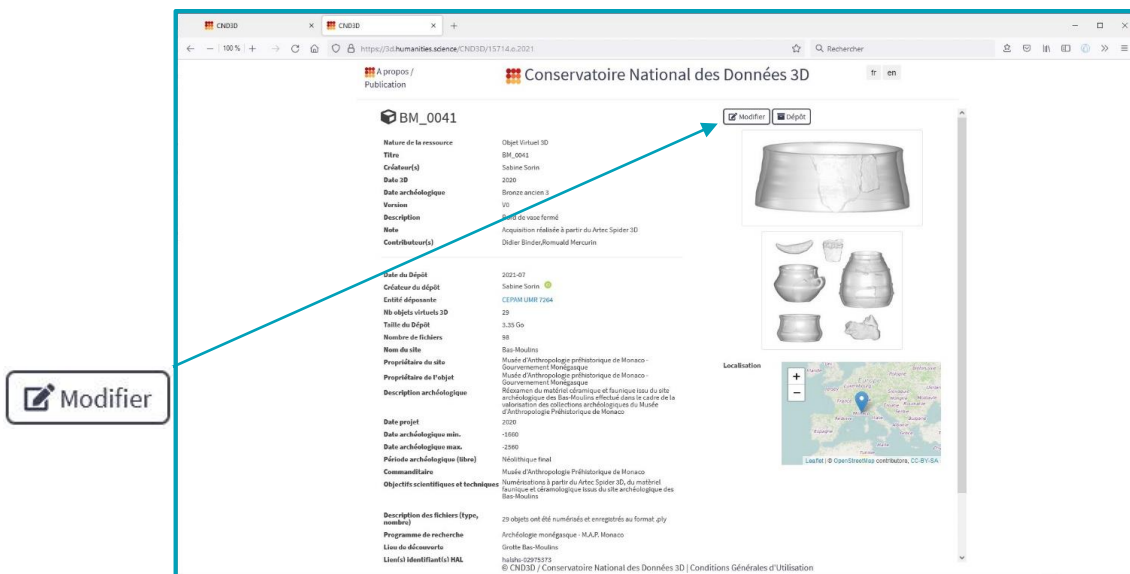 CND3D × CND3D × +
100 % https://3d.humanities.science/CND3D/15714.o.2021 Rechercher
A propos / Publication
Conservatoire National des Données 3D
fr en
BM_0041
Modifier Dépôt
Nature de la ressource Objet Virtuel 3D
Titre BM_0041
Créateur(s) Sabine Sorin
Date 3D 2020
Date archéologique Bronze ancien 3
Version V0
Description Bord de vase fermé
Note Acquisition réalisée à partir du Artec Spider 3D
Contributeur(s) Didier Binder,Romuald Mercurin
Date du Dépôt 2021-07
Créateur du dépôt Sabine Sorin
Entité déposante CEPAM UMR 7264
Nb objets virtuels 3D 29
Taille du Dépôt 3.35 Go
Nombre de fichiers 98
Nom du site Bas-Moulins
Propriétaire du site Musée d'Anthropologie préhistorique de Monaco -
Gouvernement Monégasque
Propriétaire de l'objet Musée d'Anthropologie préhistorique de Monaco -
Gouvernement Monégasque
Description archéologique Réexamen du matériel céramique et faunique issu du site
archéologique des Bas-Moulins effectué dans le cadre de la
valorisation des collections archéologiques du Musée
d'Anthropologie Préhistorique de Monaco
Date projet 2020
Date archéologique min. -1600
Date archéologique max. -2560
Période archéologique (libre) Néolithique final
Commanditaire Musée d'Anthropologie Préhistorique de Monaco
Objectifs scientifiques et techniques Numérisations à partir du Artec Spider 3D, du matériel
faunique et céramologique issus du site archéologique des
Bas-Moulins
Description des fichiers (type,
nombre) 29 objets ont été numérisés et enregistrés au format .ply
Programme de recherche Archéologie monégasque - M.A.P. Monaco
Lieu de découverte Grotte Bas-Moulins
Lien(s) identifiant(s) HAL halshs-02975373
Localisation
+
−
Leaflet | © OpenStreetMap contributors, CC-BY-SA
© CND3D / Conservatoire National des Données 3D | Conditions Générales d'Utilisation
Modifier